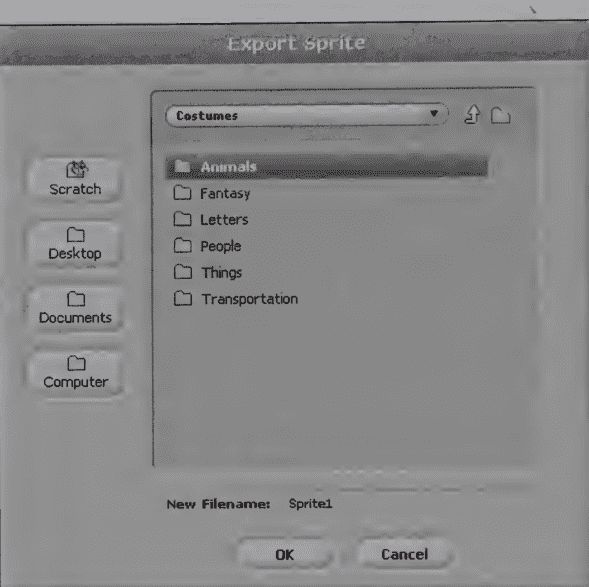 Export Sprite
Costumes
Scratch
Desktop
Documents
Computer
Animals
Fantasy
Letters
People
Things
Transportation
New Filename: Sprite1
OK Cancel